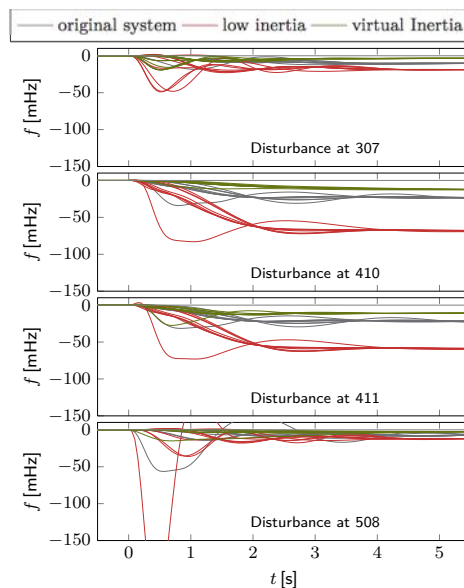 original system low inertia virtual Inertia
0
−50
−100
−150
f [mHz]
Disturbance at 307
0
−50
−100
−150
f [mHz]
Disturbance at 410
0
−50
−100
−150
f [mHz]
Disturbance at 411
0
−50
−100
−150
f [mHz]
Disturbance at 508
0 1 2 3 4 5
t [s]